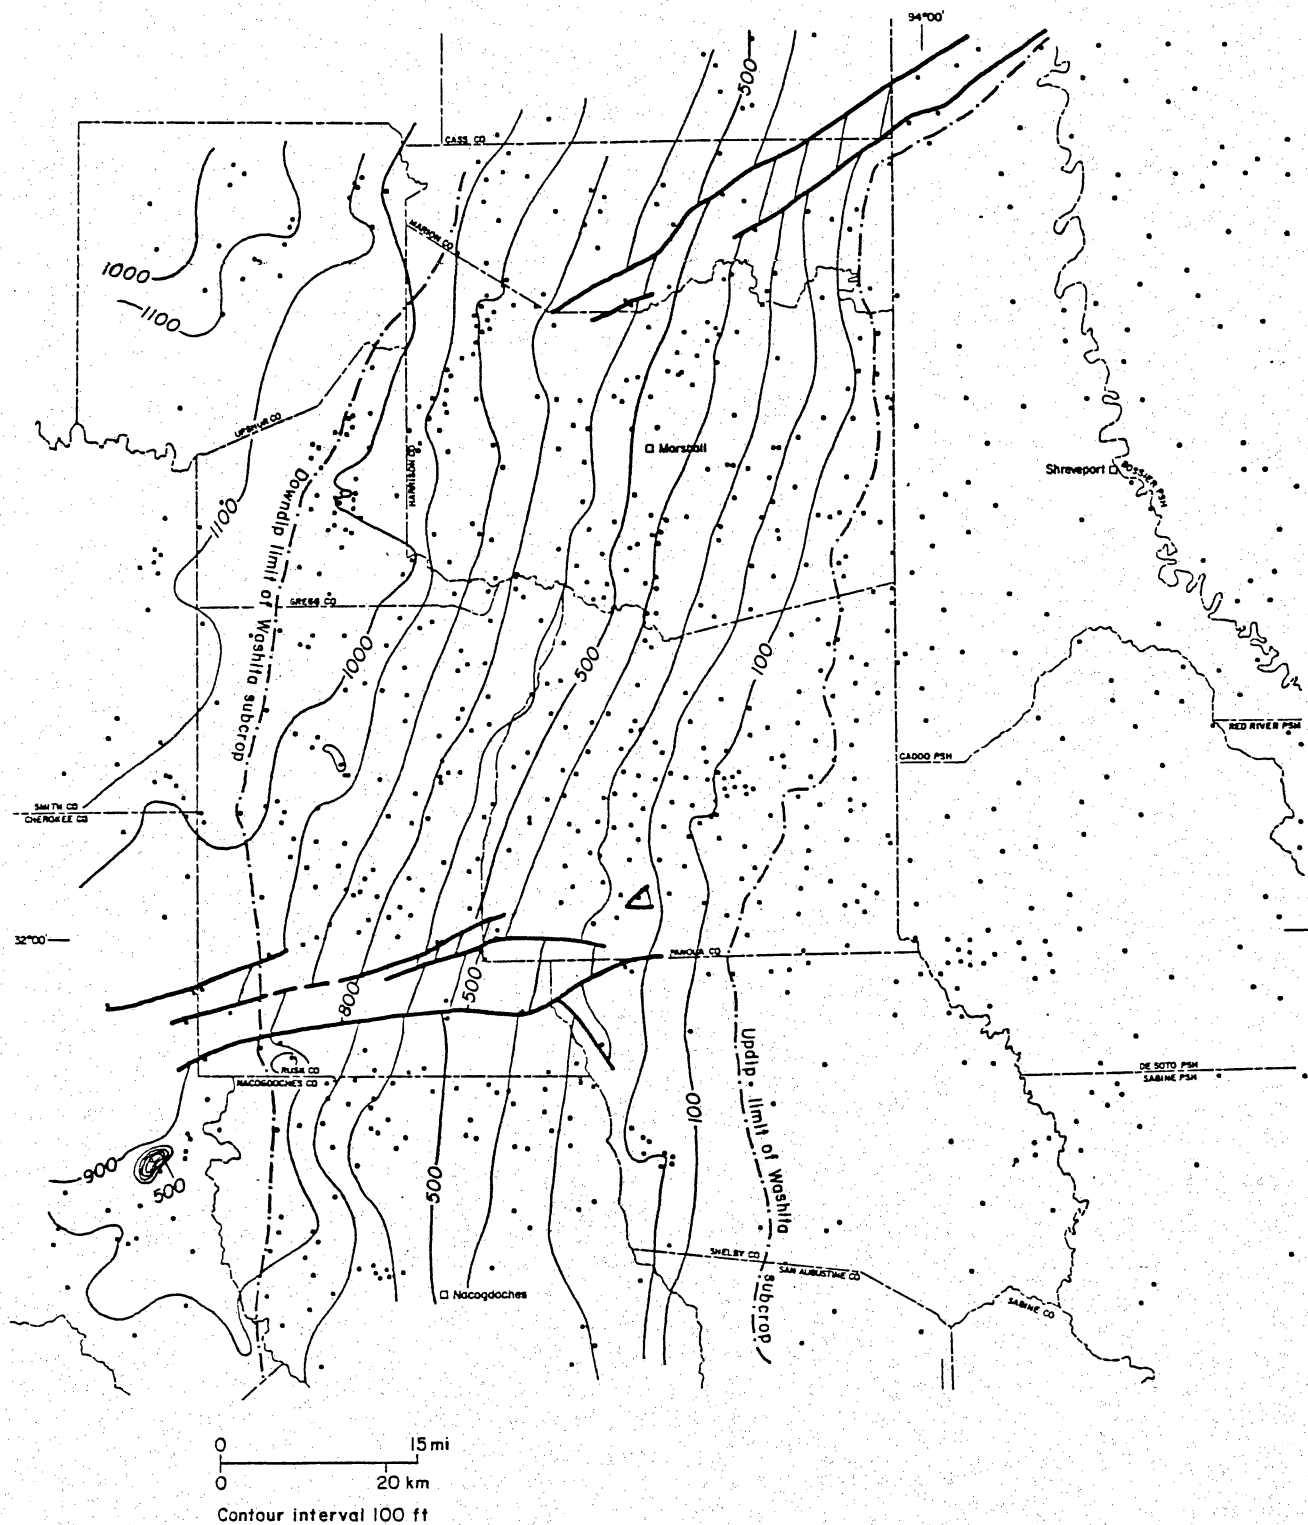 94°00'
500
CASS CO
MARION CO
1000
1100
UPSHUR CO
HARRISON CO
Marshall
Shreveport
BOSSIER PSH
1100
Downdip limit of Washita subcrop
GREGG CO
1000
500
100
RED RIVER PSH
CADDO PSH
SMITH CO
CHEROKEE CO
32°00'
PANOLA CO
800
500
RUSK CO
NACOGDOCHES CO
DE SOTO PSH
SABINE PSH
100
Updip limit of Washita subcrop
900
500
500
SHELBY CO
SAN AUGUSTINE CO
Nacogdoches
SABINE CO
0 15 mi
0 20 km
Contour interval 100 ft